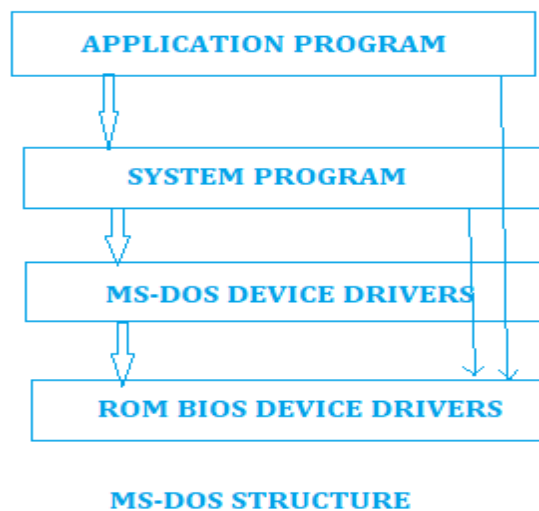 APPLICATION PROGRAM
SYSTEM PROGRAM
MS-DOS DEVICE DRIVERS
ROM BIOS DEVICE DRIVERS
MS-DOS STRUCTURE